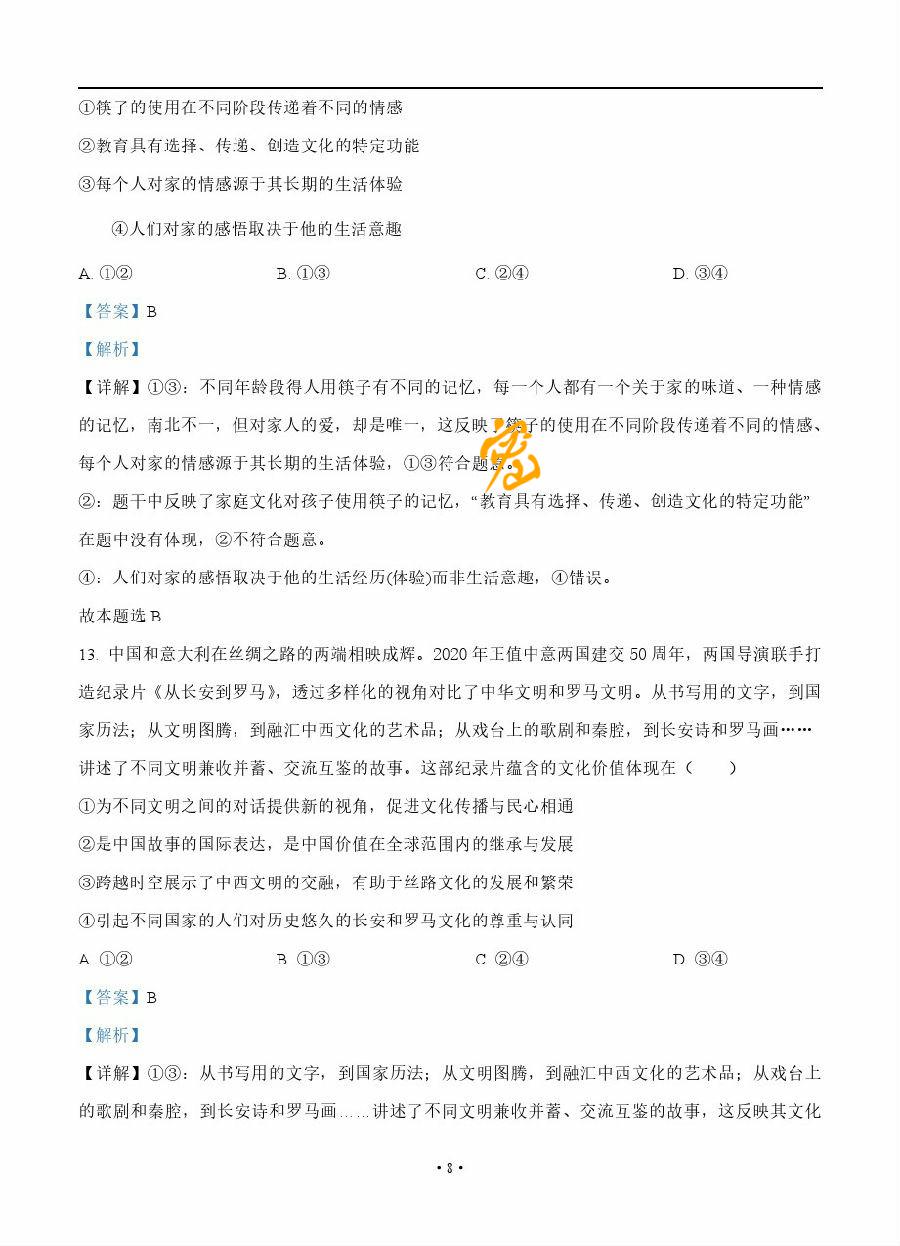 ①筷了的使用在不同阶段传递着不同的情感
②教育具有选择、传递、创造文化的特定功能
③每个人对家的情感源于其长期的生活体验
④人们对家的感悟取决于他的生活意趣
A. ①② B. ①③ C. ②④ D. ③④
【答案】B
【解析】
【详解】①③：不同年龄段得人用筷子有不同的记忆，每一个人都有一个关于家的味道、一种情感
的记忆，南北不一，但对家人的爱，却是唯一，这反映了筷子的使用在不同阶段传递着不同的情感、
每个人对家的情感源于其长期的生活体验，①③符合题意。
②：题干中反映了家庭文化对孩子使用筷子的记忆，“教育具有选择、传递、创造文化的特定功能”
在题中没有体现，②不符合题意。
④：人们对家的感悟取决于他的生活经历(体验)而非生活意趣，④错误。
故本题选 B
13. 中国和意大利在丝绸之路的两端相映成辉。2020 年王值中意两国建交 50 周年，两国导演联手打
造纪录片《从长安到罗马》，透过多样化的视角对比了中华文明和罗马文明。从书写用的文字，到国
家历法；从文明图腾，到融汇中西文化的艺术品；从戏台上的歌剧和秦腔，到长安诗和罗马画……
讲述了不同文明兼收并蓄、交流互鉴的故事。这部纪录片蕴含的文化价值体现在（　　）
①为不同文明之间的对话提供新的视角，促进文化传播与民心相通
②是中国故事的国际表达，是中国价值在全球范围内的继承与发展
③跨越时空展示了中西文明的交融，有助于丝路文化的发展和繁荣
④引起不同国家的人们对历史悠久的长安和罗马文化的尊重与认同
A. ①② B. ①③ C. ②④ D. ③④
【答案】B
【解析】
【详解】①③：从书写用的文字，到国家历法；从文明图腾，到融汇中西文化的艺术品；从戏台上
的歌剧和秦腔，到长安诗和罗马画……讲述了不同文明兼收并蓄、交流互鉴的故事，这反映其文化
·8·